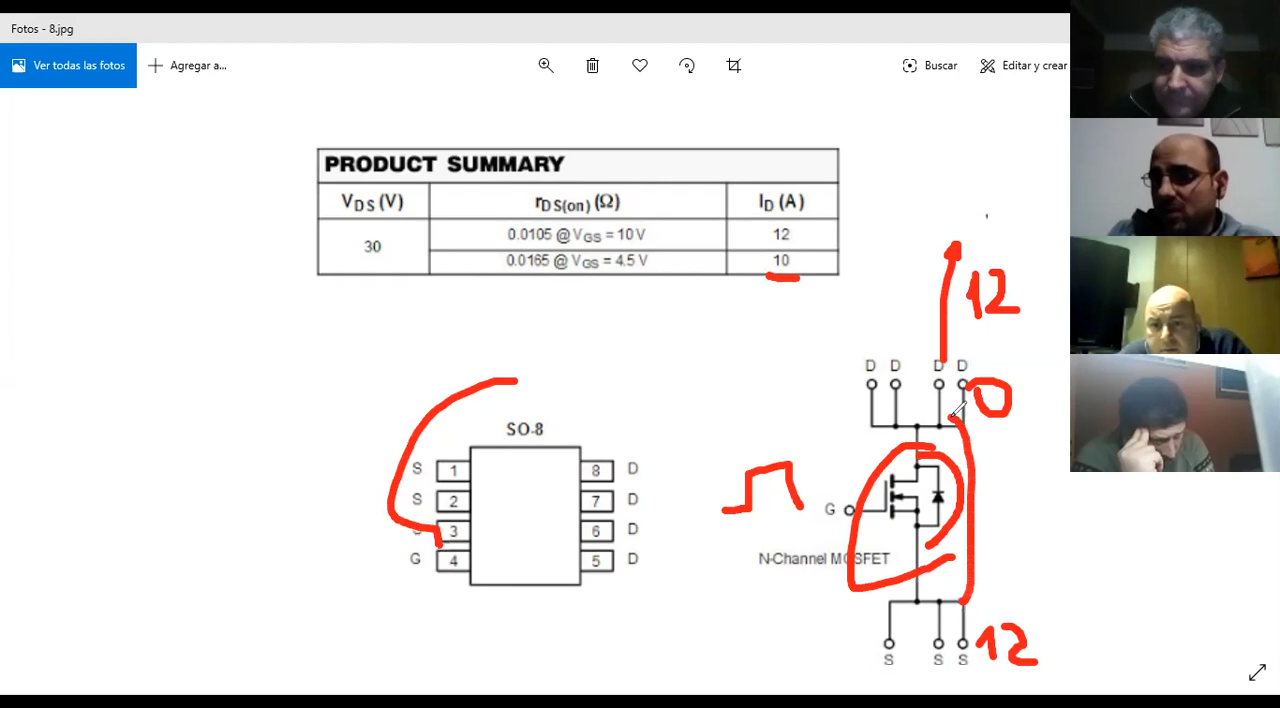 Fotos - 8.jpg
Ver todas las fotos
Agregar a...
Buscar
Editar y crear
PRODUCT SUMMARY
VDS (V) rDS(on) (Ω) ID (A)
30
0.0105 @ VGS = 10 V 12
0.0165 @ VGS = 4.5 V 10
12
D D D D
0
SO-8
S 1 8 D
S 2 7 D
3 6 D
G 4 5 D
G
N-Channel MOSFET
12
S S S